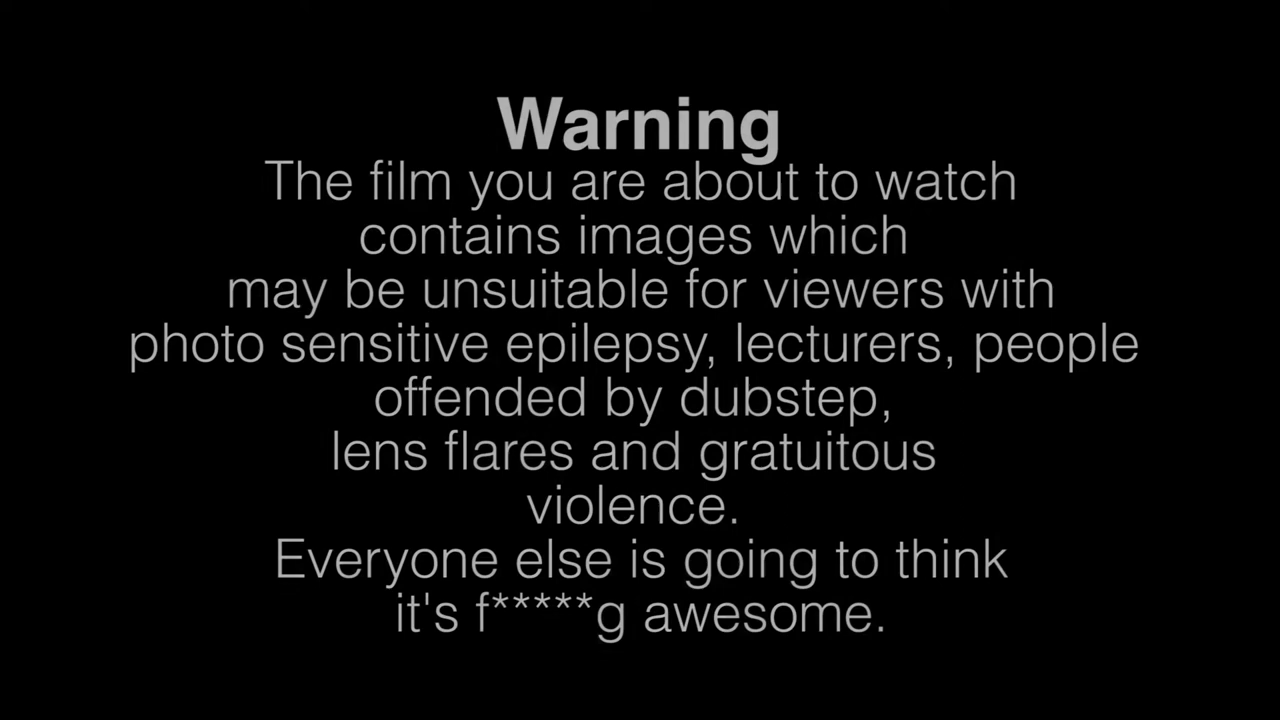 Warning
The film you are about to watch
contains images which
may be unsuitable for viewers with
photo sensitive epilepsy, lecturers, people
offended by dubstep,
lens flares and gratuitous
violence.
Everyone else is going to think
it's f*****g awesome.